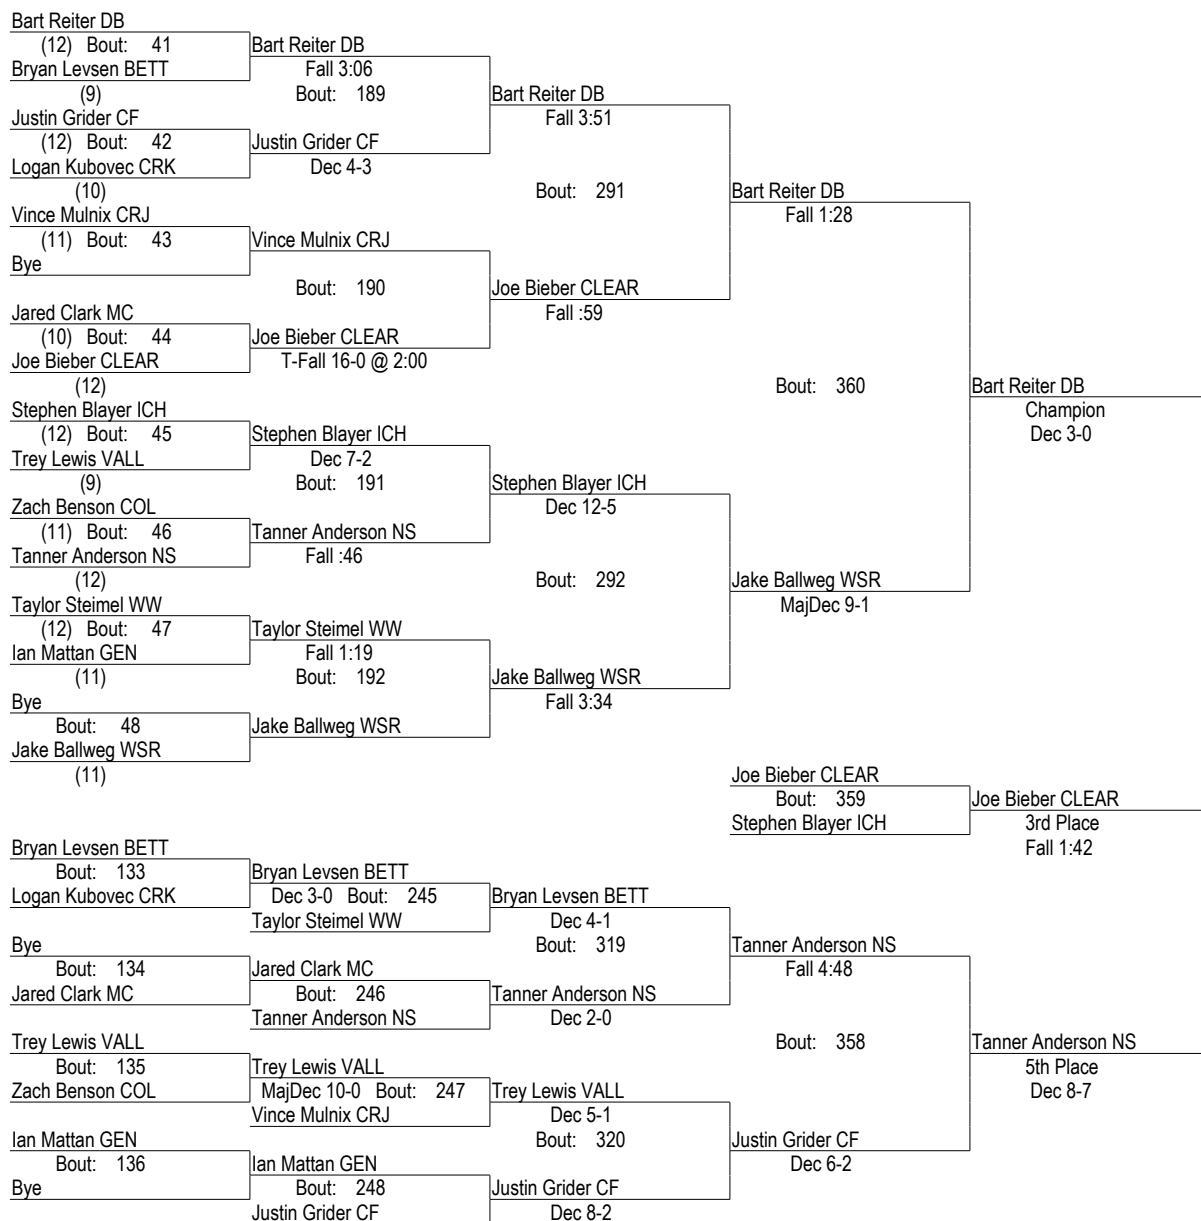 Bart Reiter DB
(12) Bout: 41 Bart Reiter DB
Bryan Levsen BETT Fall 3:06
(9) Bout: 189 Bart Reiter DB
Justin Grider CF Fall 3:51
(12) Bout: 42 Justin Grider CF
Logan Kubovec CRK Dec 4-3
(10) Bout: 291 Bart Reiter DB
Vince Mulnix CRJ Fall 1:28
(11) Bout: 43 Vince Mulnix CRJ
Bye
Bout: 190 Joe Bieber CLEAR
Jared Clark MC Fall :59
(10) Bout: 44 Joe Bieber CLEAR
Joe Bieber CLEAR T-Fall 16-0 @ 2:00
(12) Bout: 360 Bart Reiter DB
Stephen Blayer ICH Champion
(12) Bout: 45 Stephen Blayer ICH Dec 3-0
Trey Lewis VALL Dec 7-2
(9) Bout: 191 Stephen Blayer ICH
Zach Benson COL Dec 12-5
(11) Bout: 46 Tanner Anderson NS
Tanner Anderson NS Fall :46
(12) Bout: 292 Jake Ballweg WSR
Taylor Steimel WW MajDec 9-1
(12) Bout: 47 Taylor Steimel WW
Ian Mattan GEN Fall 1:19
(11) Bout: 192 Jake Ballweg WSR
Bye Fall 3:34
Bout: 48 Jake Ballweg WSR
Jake Ballweg WSR
(11) Joe Bieber CLEAR
Bout: 359 Joe Bieber CLEAR
Stephen Blayer ICH 3rd Place
Bryan Levsen BETT Fall 1:42
Bout: 133 Bryan Levsen BETT
Logan Kubovec CRK Dec 3-0 Bout: 245 Bryan Levsen BETT
Taylor Steimel WW Dec 4-1
Bye Bout: 319 Tanner Anderson NS
Bout: 134 Jared Clark MC Fall 4:48
Jared Clark MC Bout: 246 Tanner Anderson NS
Tanner Anderson NS Dec 2-0
Trey Lewis VALL Bout: 358 Tanner Anderson NS
Bout: 135 Trey Lewis VALL 5th Place
Zach Benson COL MajDec 10-0 Bout: 247 Trey Lewis VALL Dec 8-7
Vince Mulnix CRJ Dec 5-1
Ian Mattan GEN Bout: 320 Justin Grider CF
Bout: 136 Ian Mattan GEN Dec 6-2
Bye Bout: 248 Justin Grider CF
Justin Grider CF Dec 8-2